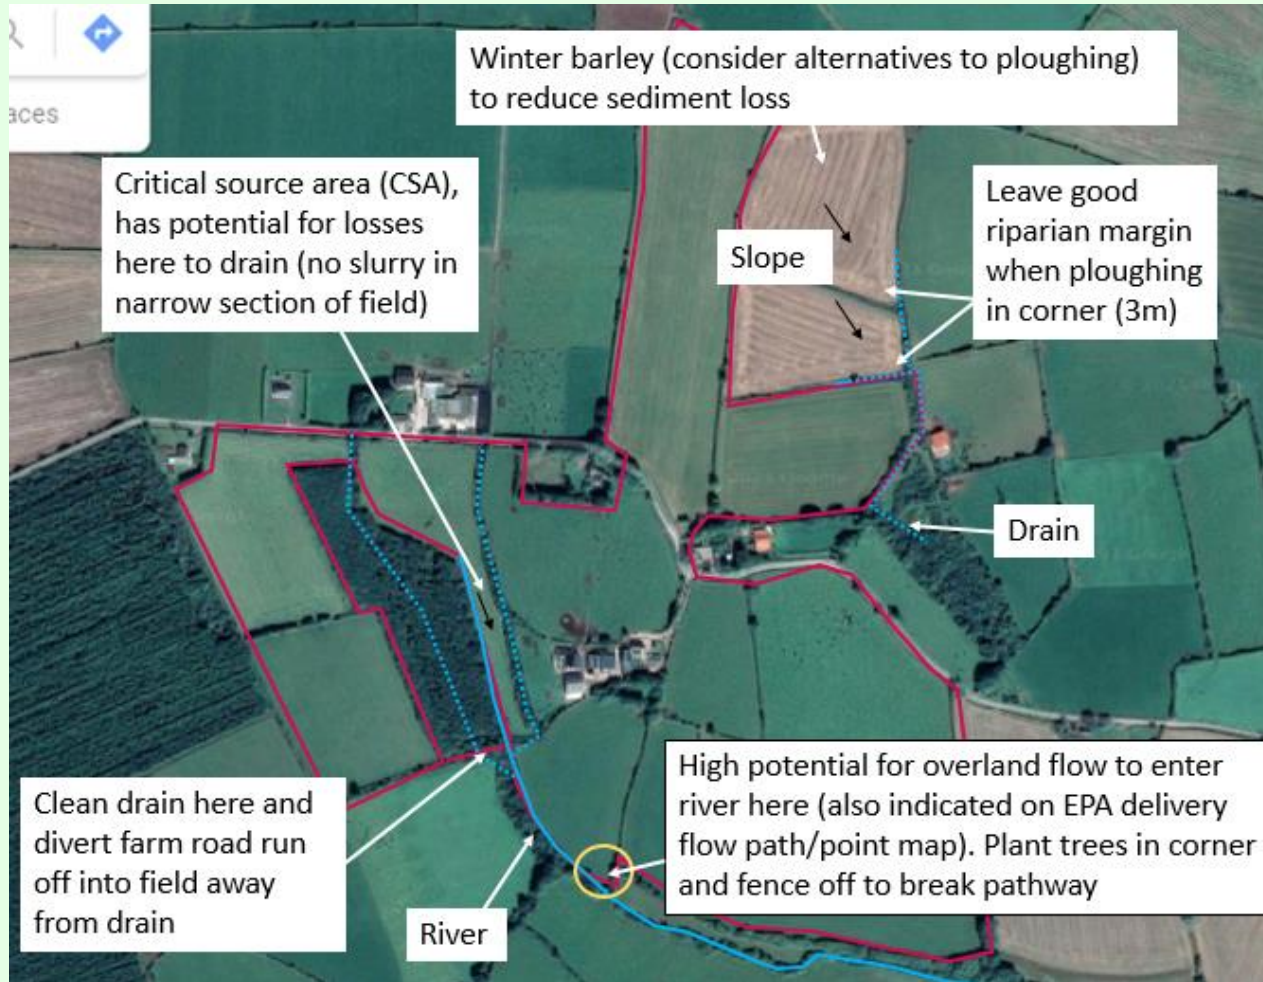 aces
Winter barley (consider alternatives to ploughing)
to reduce sediment loss
Critical source area (CSA),
has potential for losses
here to drain (no slurry in
narrow section of field)
Leave good
riparian margin
when ploughing
in corner (3m)
Slope
Drain
High potential for overland flow to enter
river here (also indicated on EPA delivery
flow path/point map). Plant trees in corner
and fence off to break pathway
Clean drain here and
divert farm road run
off into field away
from drain
River